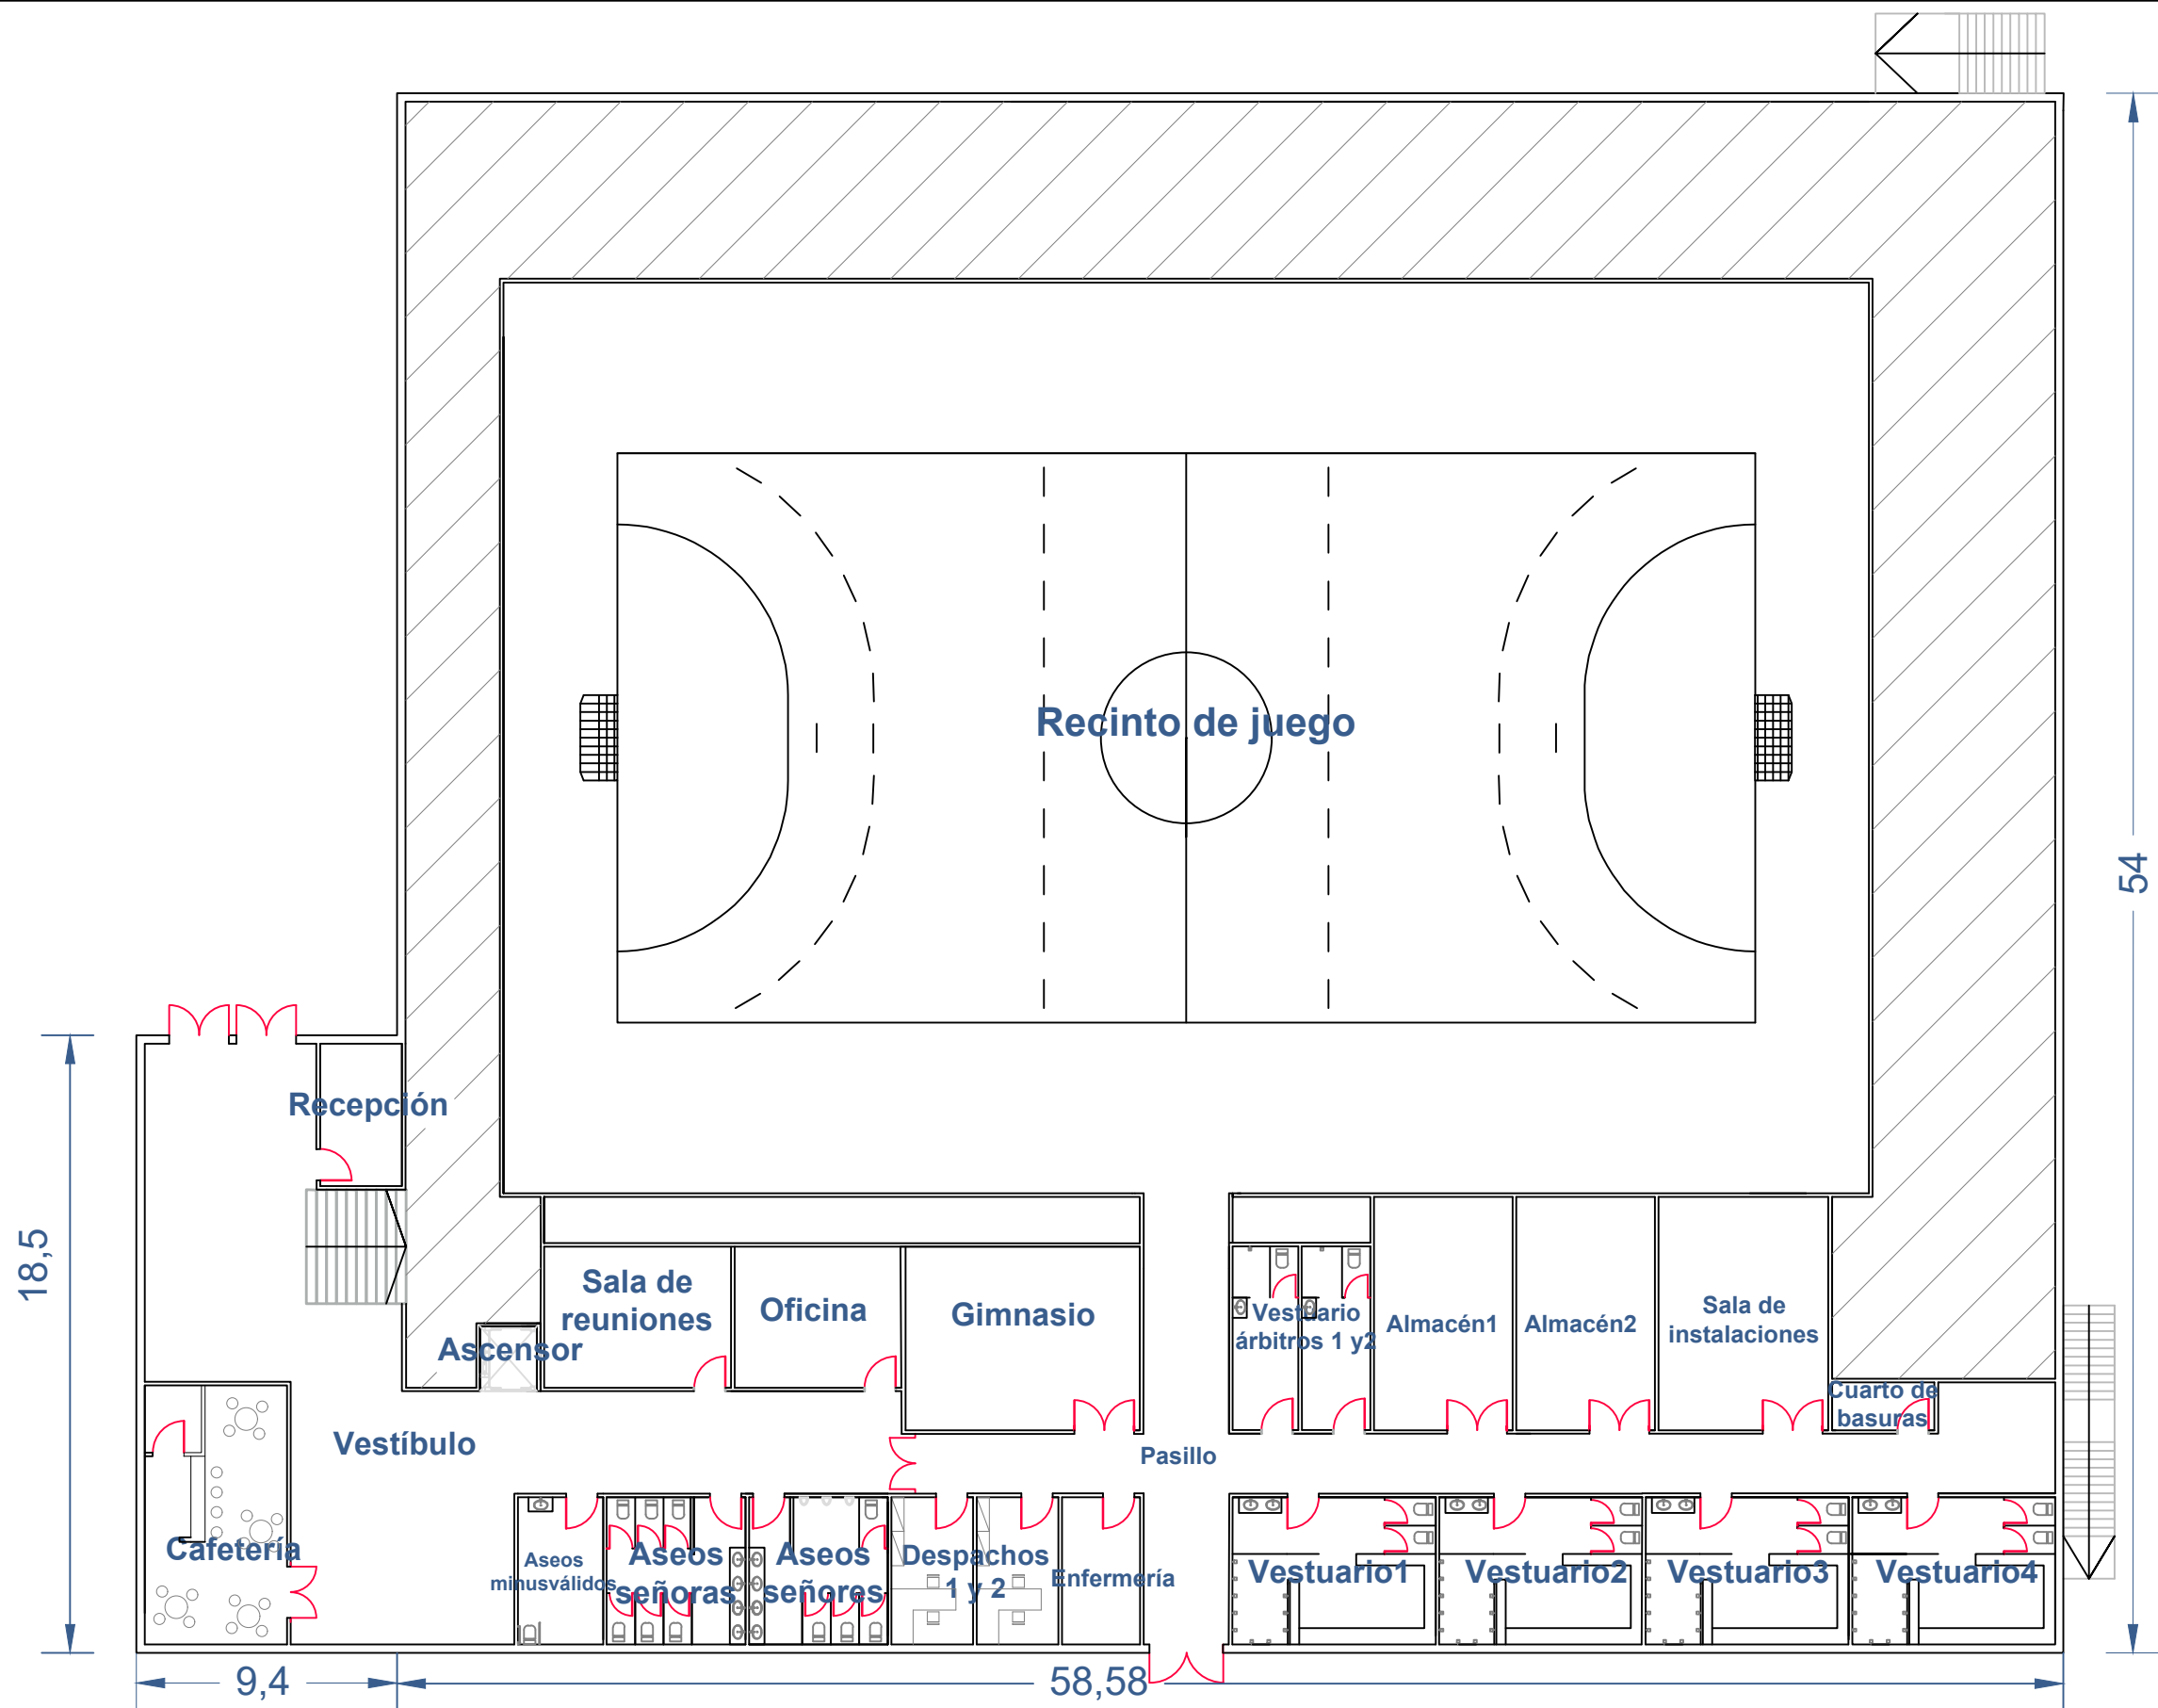 Recinto de juego
54
Recepción
18,5
Sala de
reuniones
Oficina
Gimnasio
Vestuario
árbitros 1 y2
Almacén1
Almacén2
Sala de
instalaciones
Ascensor
Cuarto de
basuras
Vestíbulo
Pasillo
Cafetería
Aseos
minusválidos
Aseos
señoras
Aseos
señores
Despachos
1 y 2
Enfermería
Vestuario1
Vestuario2
Vestuario3
Vestuario4
9,4
58,58